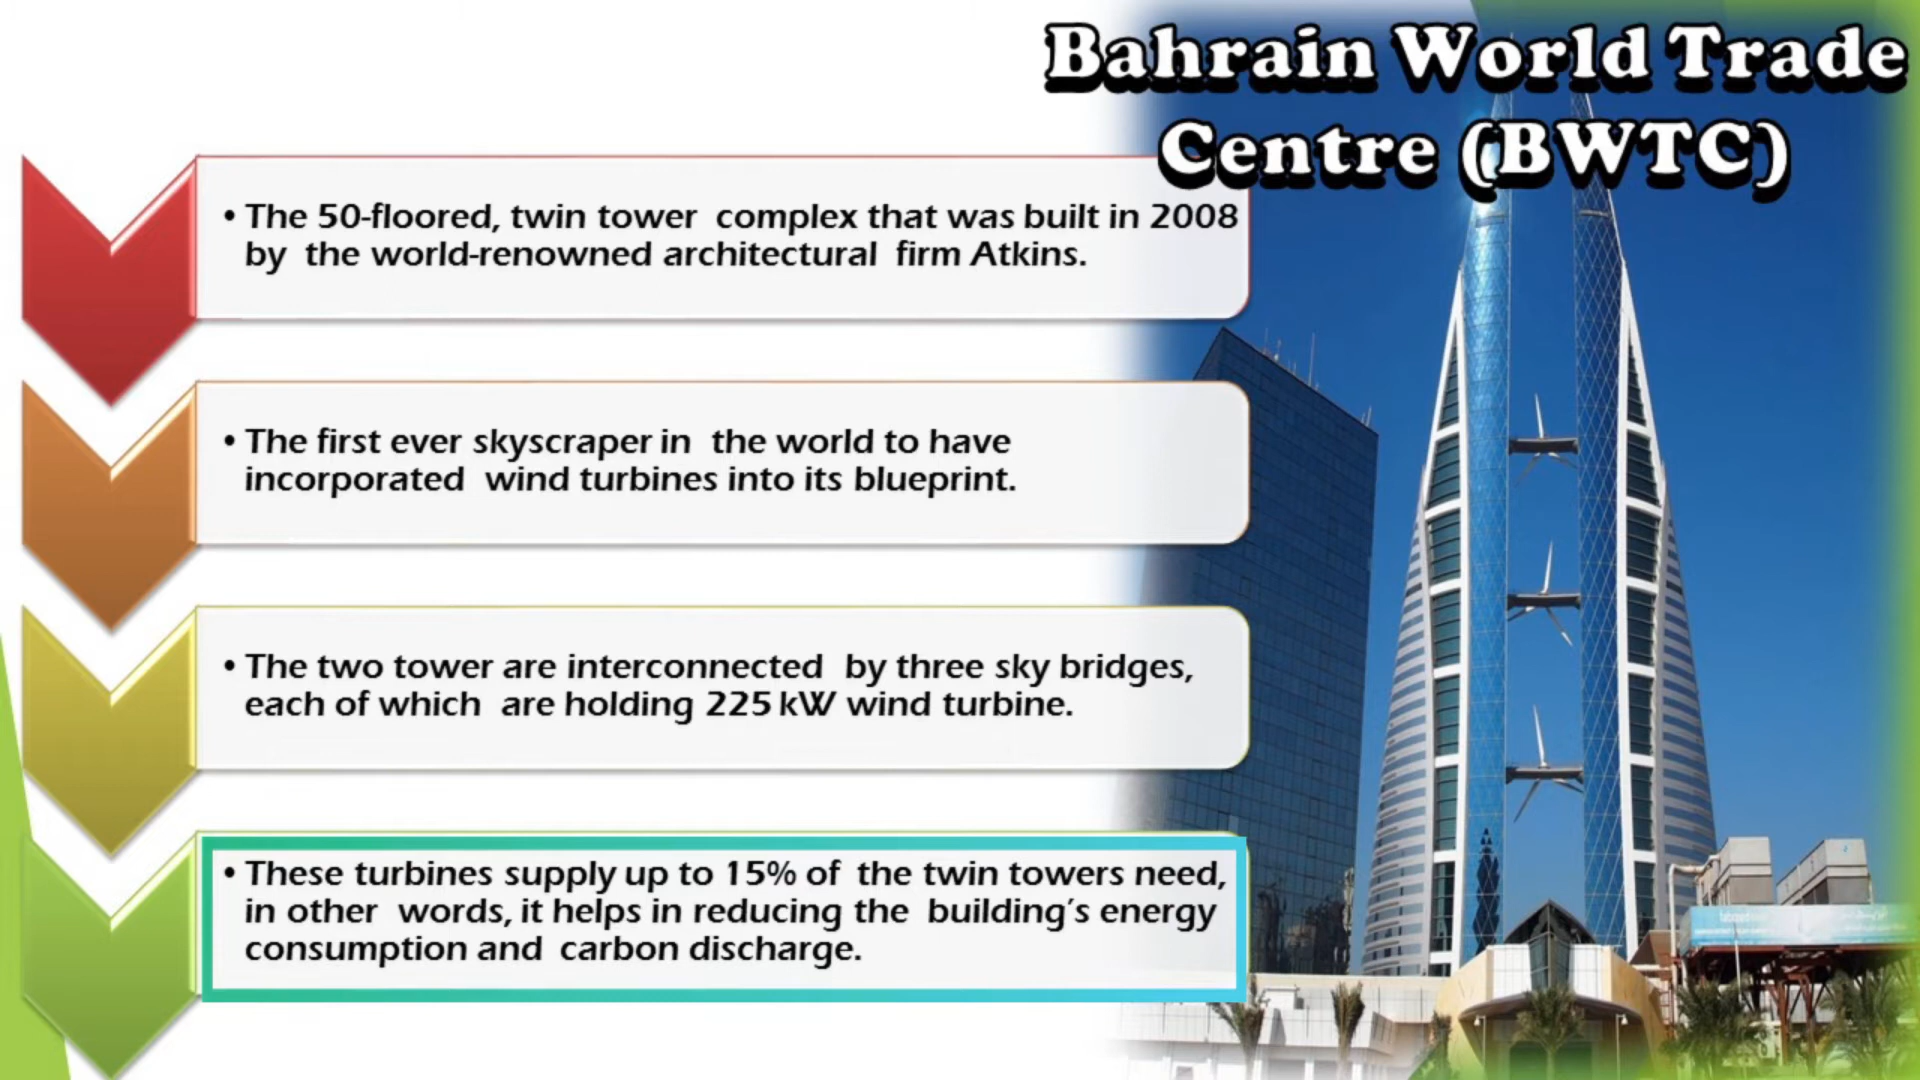 Bahrain World Trade
Centre (BWTC)
• The 50-floored, twin tower complex that was built in 2008
by the world-renowned architectural firm Atkins.
• The first ever skyscraper in the world to have
incorporated wind turbines into its blueprint.
• The two tower are interconnected by three sky bridges,
each of which are holding 225 kW wind turbine.
• These turbines supply up to 15% of the twin towers need,
in other words, it helps in reducing the building's energy
consumption and carbon discharge.